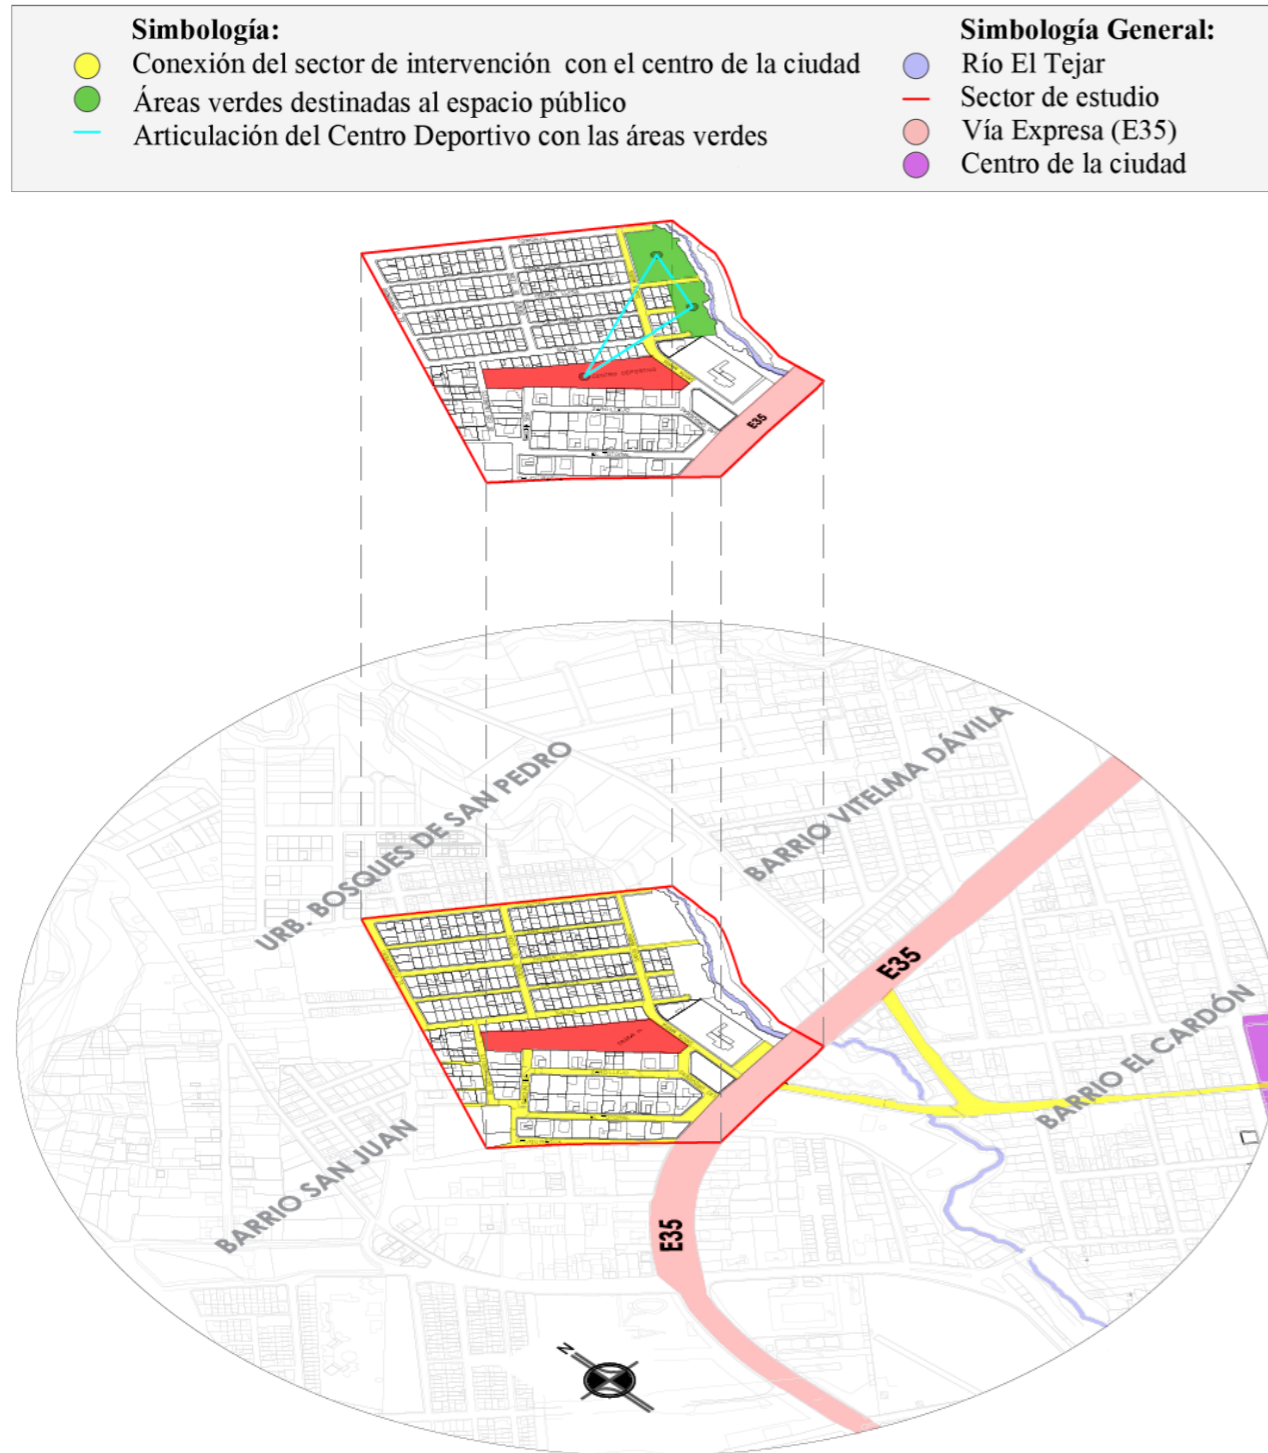 Simbología:
Conexión del sector de intervención con el centro de la ciudad
Áreas verdes destinadas al espacio público
Articulación del Centro Deportivo con las áreas verdes
Simbología General:
Río El Tejar
Sector de estudio
Vía Expresa (E35)
Centro de la ciudad
CENTRO DEPORTIVO
E35
URB. BOSQUES DE SAN PEDRO
BARRIO VITELMA DÁVILA
E35
BARRIO EL CARDÓN
BARRIO SAN JUAN
E35
N